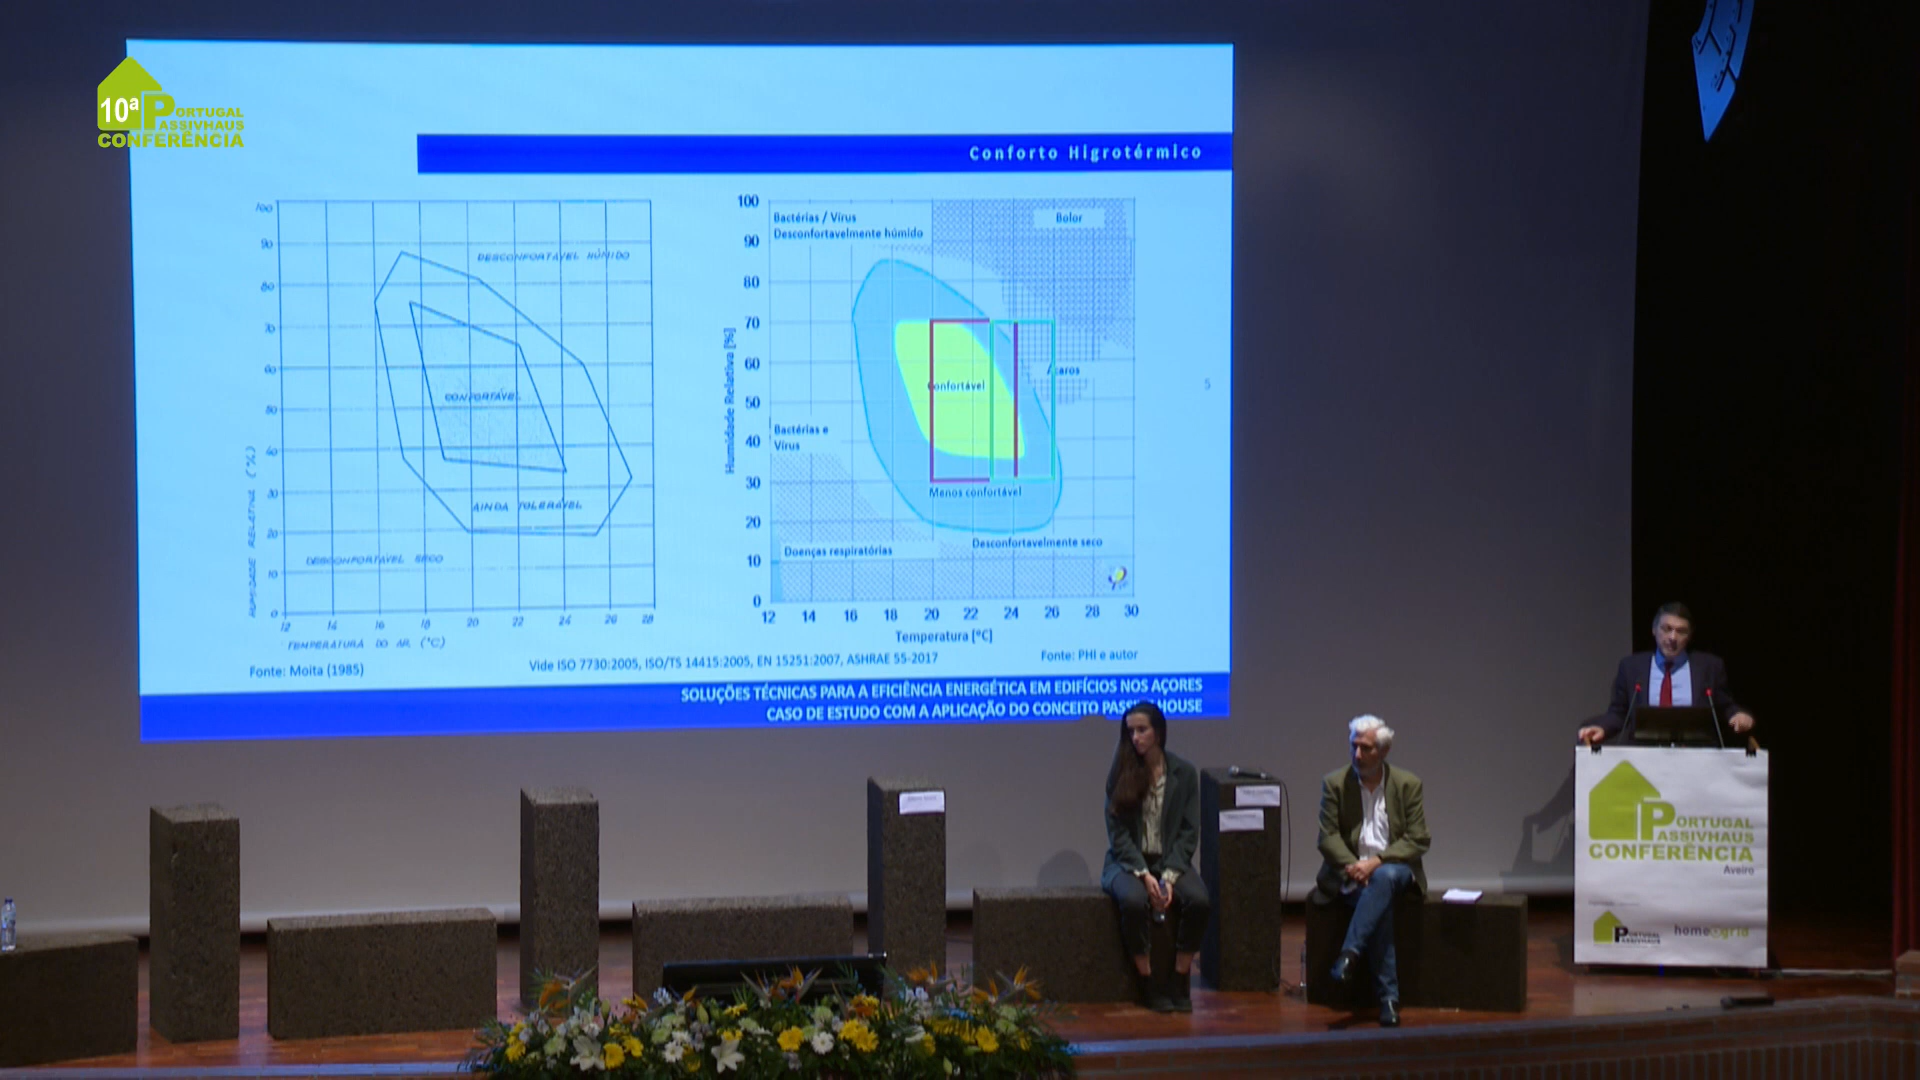 10ª PORTUGAL
PASSIVHAUS
CONFERÊNCIA
Conforto Higrotérmico
100
90
80
70
60
50
40
30
20
10
0
12 14 16 18 20 22 24 26 28
HUMIDADE RELATIVA (%)
TEMPERATURA DO AR (°C)
DESCONFORTÁVEL HÚMIDO
CONFORTÁVEL
AINDA TOLERÁVEL
DESCONFORTÁVEL SECO
Fonte: Moita (1985)
100
90
80
70
60
50
40
30
20
10
0
12 14 16 18 20 22 24 26 28 30
Humidade Relativa [%]
Temperatura [ºC]
Bactérias / Vírus
Desconfortavelmente húmido
Bolor
Ácaros
Confortável
Bactérias e
Vírus
Menos confortável
Desconfortavelmente seco
Doenças respiratórias
5
Vide ISO 7730:2005, ISO/TS 14415:2005, EN 15251:2007, ASHRAE 55-2017
Fonte: PHI e autor
SOLUÇÕES TÉCNICAS PARA A EFICIÊNCIA ENERGÉTICA EM EDIFÍCIOS NOS AÇORES
CASO DE ESTUDO COM A APLICAÇÃO DO CONCEITO PASSIVHOUSE
PORTUGAL
PASSIVHAUS
CONFERÊNCIA
Aveiro
PORTUGAL
PASSIVHAUS
homegrid